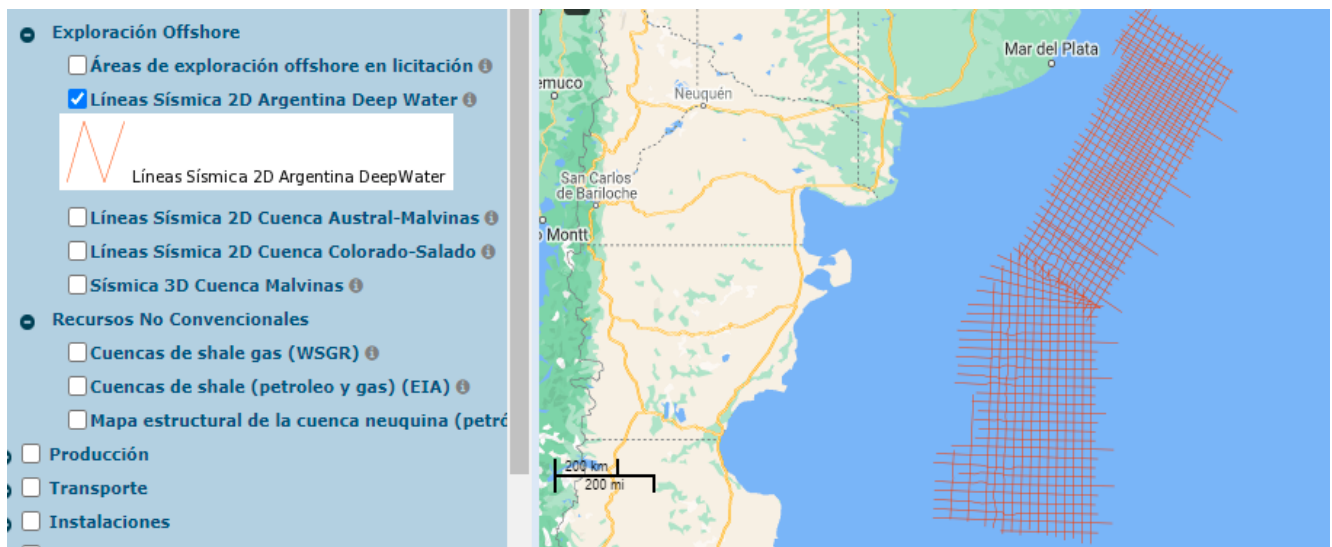 Exploración Offshore
Áreas de exploración offshore en licitación
Líneas Sísmica 2D Argentina Deep Water
Líneas Sísmica 2D Argentina DeepWater
Líneas Sísmica 2D Cuenca Austral-Malvinas
Líneas Sísmica 2D Cuenca Colorado-Salado
Sísmica 3D Cuenca Malvinas
Recursos No Convencionales
Cuencas de shale gas (WSGR)
Cuencas de shale (petroleo y gas) (EIA)
Mapa estructural de la cuenca neuquina (petró
Producción
Transporte
Instalaciones
Mar del Plata
emuco
Neuquén
San Carlos
de Bariloche
Montt
200 km
200 mi